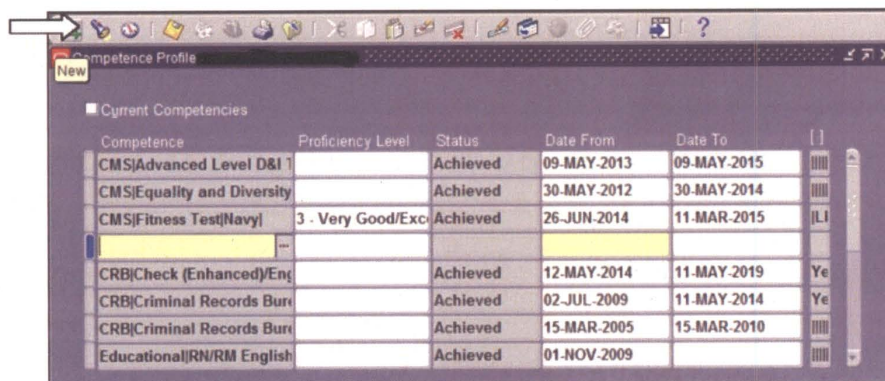 ?
Competence Profile
New
Current Competencies
Competence Proficiency Level Status Date From Date To [ ]
CMS|Advanced Level D&I Achieved 09-MAY-2013 09-MAY-2015
CMS|Equality and Diversity Achieved 30-MAY-2012 30-MAY-2014
CMS|Fitness Test|Navy| 3 - Very Good/Exc Achieved 26-JUN-2014 11-MAR-2015
...
CRB|Check (Enhanced)/Eng Achieved 12-MAY-2014 11-MAY-2019 Ye
CRB|Criminal Records Bure Achieved 02-JUL-2009 11-MAY-2014 Ye
CRB|Criminal Records Bure Achieved 15-MAR-2005 15-MAR-2010
Educational|RN/RM English Achieved 01-NOV-2009